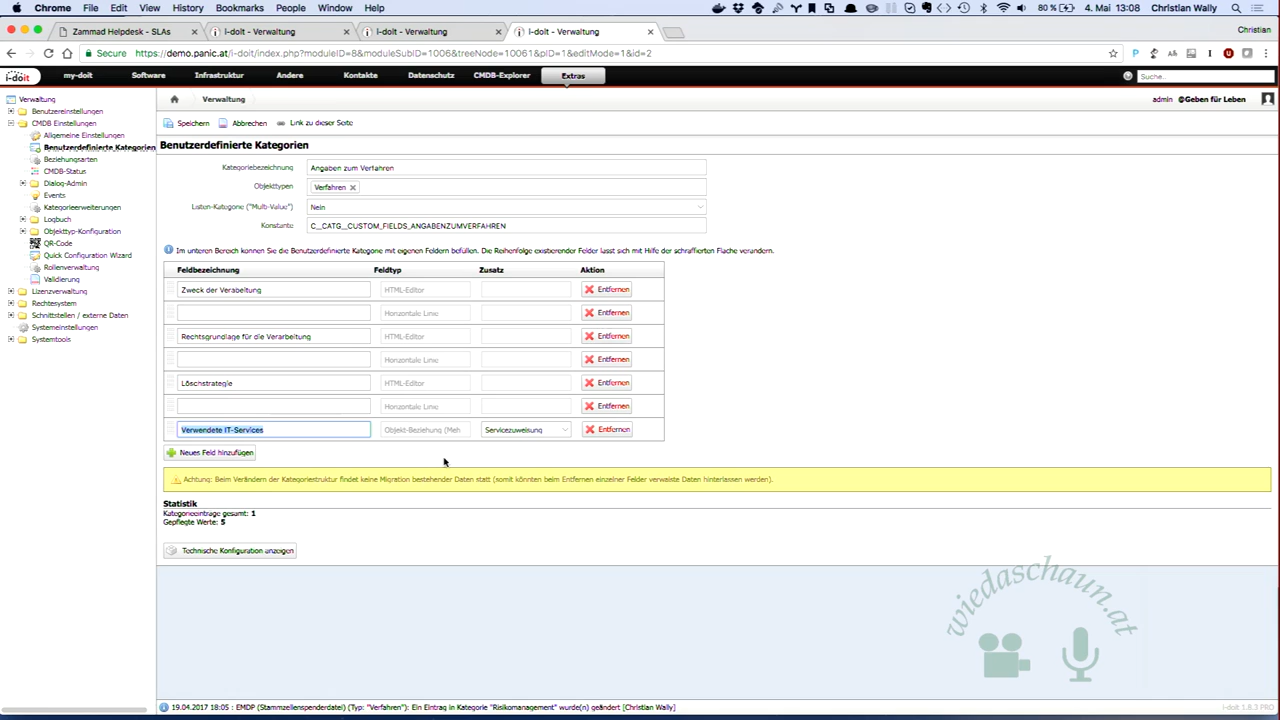 Chrome File Edit View History Bookmarks People Window Help 80 % 4. Mai 13:08 Christian Wally
Zammad Helpdesk - SLAs i-doit - Verwaltung i-doit - Verwaltung i-doit - Verwaltung Christian
Secure https://demo.panic.at/i-doit/index.php?moduleID=8&moduleSubID=1006&treeNode=10061&pID=1&editMode=1&id=2
i-doit my-doit Software Infrastruktur Andere Kontakte Datenschutz CMDB-Explorer Extras Suche..
Verwaltung
Benutzereinstellungen
CMDB Einstellungen
Allgemeine Einstellungen
Benutzerdefinierte Kategorien
Beziehungsarten
CMDB-Status
Dialog-Admin
Events
Kategorieerweiterungen
Logbuch
Objekttyp-Konfiguration
QR-Code
Quick Configuration Wizard
Rollenverwaltung
Validierung
Lizenzverwaltung
Rechtesystem
Schnittstellen / externe Daten
Systemeinstellungen
Systemtools
Verwaltung admin @Geben für Leben
Speichern Abbrechen Link zu dieser Seite
Benutzerdefinierte Kategorien
Kategoriebezeichnung Angaben zum Verfahren
Objekttypen Verfahren x
Listen-Kategorie ("Multi-Value") Nein
Konstante C__CATG__CUSTOM_FIELDS_ANGABENZUMVERFAHREN
Im unteren Bereich können Sie die Benutzerdefinierte Kategorie mit eigenen Feldern befüllen. Die Reihenfolge existierender Felder lässt sich mit Hilfe der schraffierten Fläche verändern.
Feldbezeichnung Feldtyp Zusatz Aktion
Zweck der Verabeitung HTML-Editor Entfernen
Horizontale Linie Entfernen
Rechtsgrundlage für die Verarbeitung HTML-Editor Entfernen
Horizontale Linie Entfernen
Löschstrategie HTML-Editor Entfernen
Horizontale Linie Entfernen
Verwendete IT-Services Objekt-Beziehung (Meh Servicezuweisung Entfernen
Neues Feld hinzufügen
Achtung: Beim Verändern der Kategoriestruktur findet keine Migration bestehender Daten statt (somit könnten beim Entfernen einzelner Felder verwaiste Daten hinterlassen werden).
Statistik
Kategorieeinträge gesamt: 1
Gepflegte Werte: 5
Technische Konfiguration anzeigen
wiedaschaun.at
19.04.2017 18:05 : EMDP (Stammzellenspenderdatei) (Typ: "Verfahren"): Ein Eintrag in Kategorie "Risikomanagement" wurde(n) geändert [Christian Wally]
i-doit 1.8.3 PRO